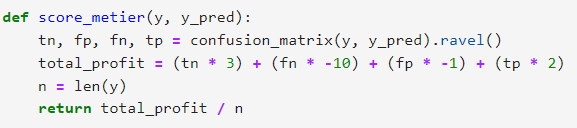 def score_metier(y, y_pred):
    tn, fp, fn, tp = confusion_matrix(y, y_pred).ravel()
    total_profit = (tn * 3) + (fn * -10) + (fp * -1) + (tp * 2)
    n = len(y)
    return total_profit / n